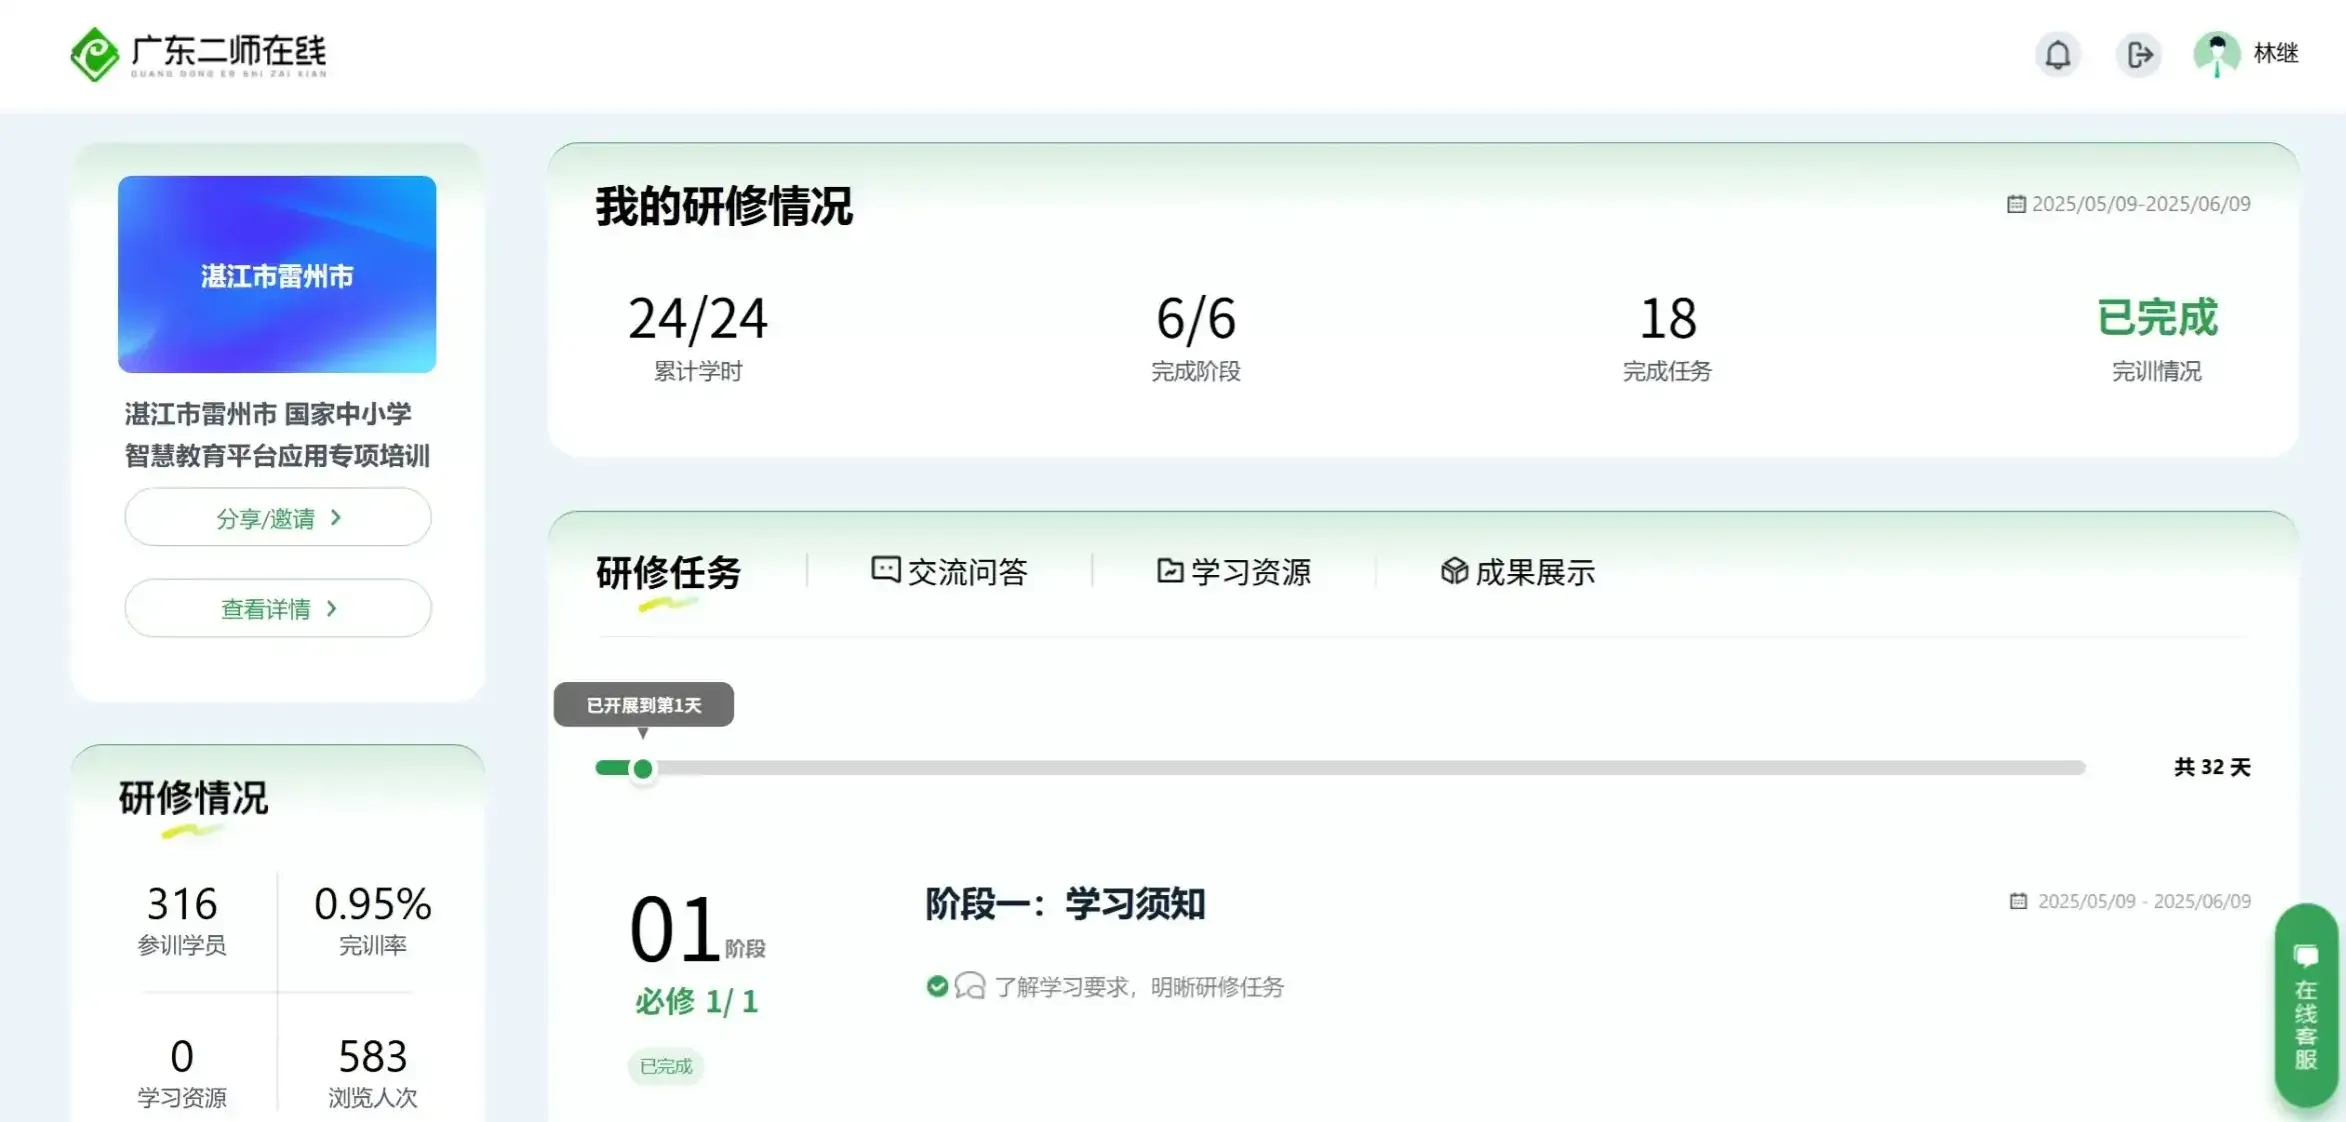 广东二师在线
GUANG DONG ER SHI ZAI XIAN
林继
湛江市雷州市
湛江市雷州市 国家中小学
智慧教育平台应用专项培训
分享/邀请
查看详情
研修情况
316
参训学员
0.95%
完训率
0
学习资源
583
浏览人次
我的研修情况
2025/05/09-2025/06/09
24/24
累计学时
6/6
完成阶段
18
完成任务
已完成
完训情况
研修任务
交流问答
学习资源
成果展示
已开展到第1天
共 32 天
01阶段
必修 1/ 1
已完成
阶段一：学习须知
2025/05/09 - 2025/06/09
了解学习要求，明晰研修任务
在线客服